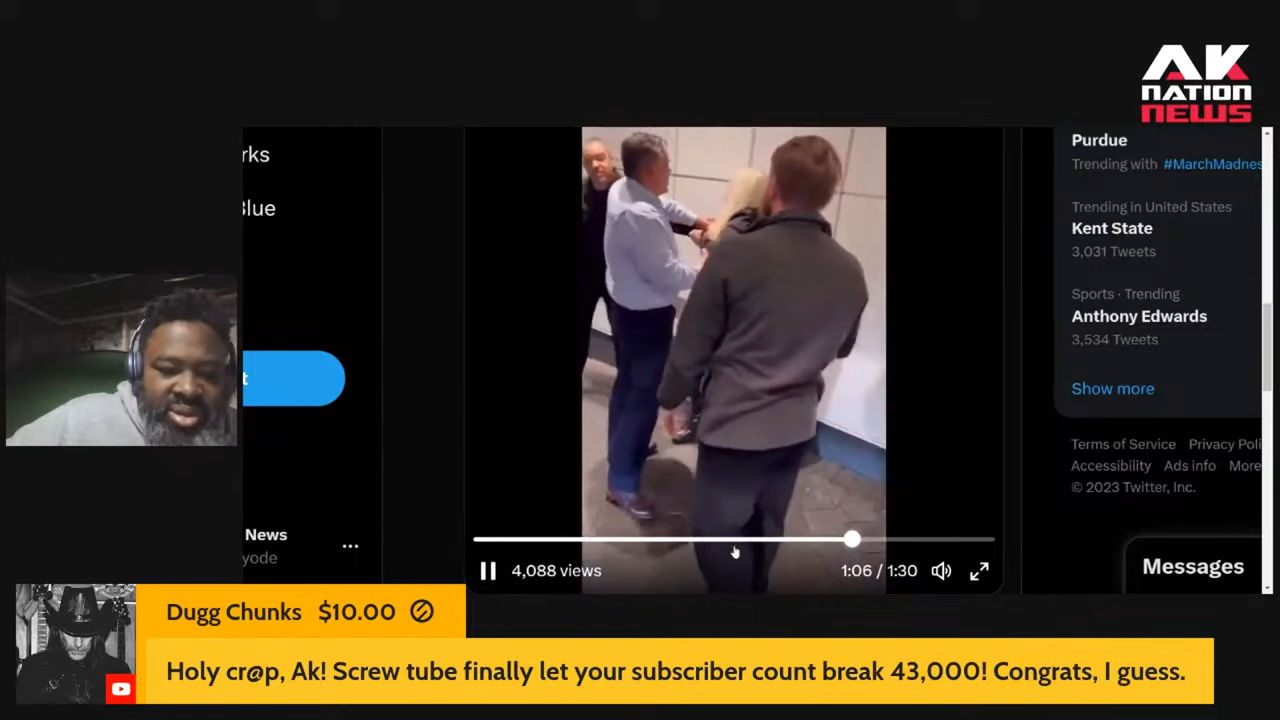 AK
NATION
NEWS
rks
Blue
t
News
yode
...
4,088 views
1:06 / 1:30
Purdue
Trending with #MarchMadnes
Trending in United States
Kent State
3,031 Tweets
Sports · Trending
Anthony Edwards
3,534 Tweets
Show more
Terms of Service Privacy Poli
Accessibility Ads info More
© 2023 Twitter, Inc.
Messages
Dugg Chunks $10.00
Holy cr@p, Ak! Screw tube finally let your subscriber count break 43,000! Congrats, I guess.